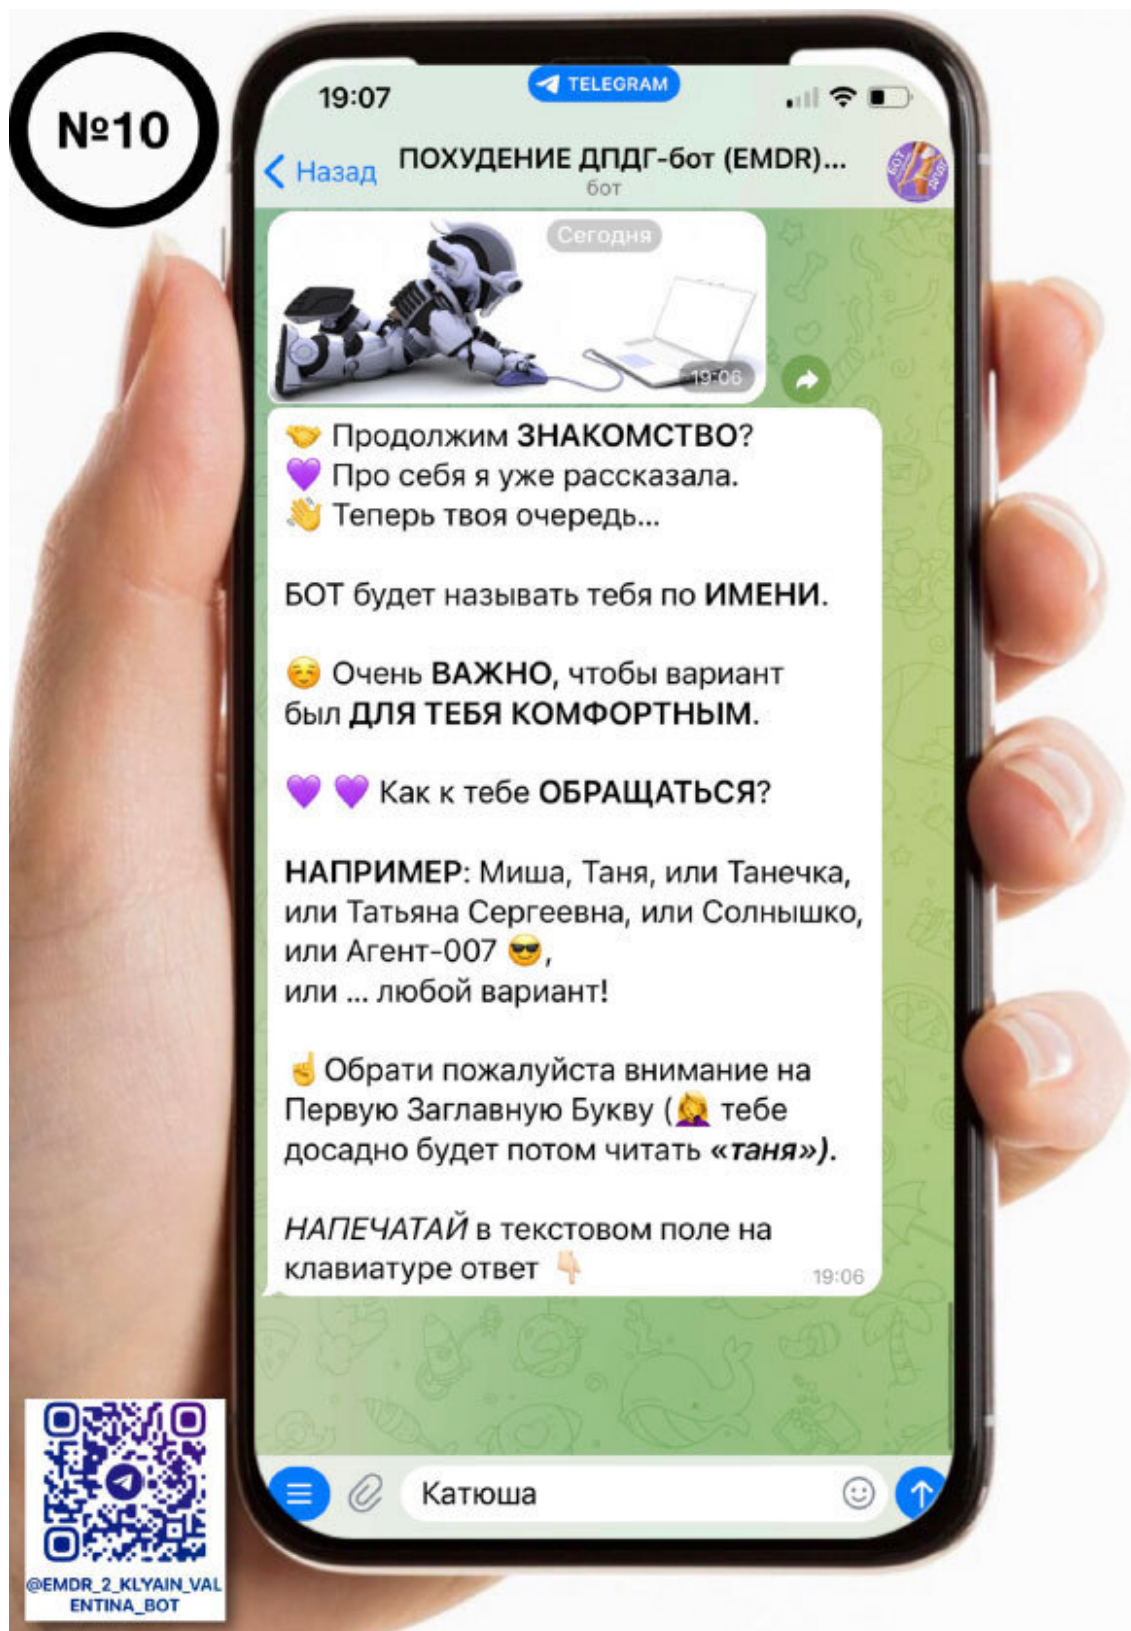 №10
19:07
TELEGRAM
Назад
ПОХУДЕНИЕ ДПДГ-бот (EMDR)...
бот
БОТ
ДПДГ
Сегодня
19:06
🤝 Продолжим ЗНАКОМСТВО?
💜 Про себя я уже рассказала.
👋 Теперь твоя очередь...
БОТ будет называть тебя по ИМЕНИ.
☺️ Очень ВАЖНО, чтобы вариант
был ДЛЯ ТЕБЯ КОМФОРТНЫМ.
💜 💜 Как к тебе ОБРАЩАТЬСЯ?
НАПРИМЕР: Миша, Таня, или Танечка,
или Татьяна Сергеевна, или Солнышко,
или Агент-007 😎,
или ... любой вариант!
☝️Обрати пожалуйста внимание на
Первую Заглавную Букву (🤦‍♀️ тебе
досадно будет потом читать «таня»).
НАПЕЧАТАЙ в текстовом поле на
клавиатуре ответ 👇🏻
19:06
Катюша
@EMDR_2_KLYAIN_VAL
ENTINA_BOT